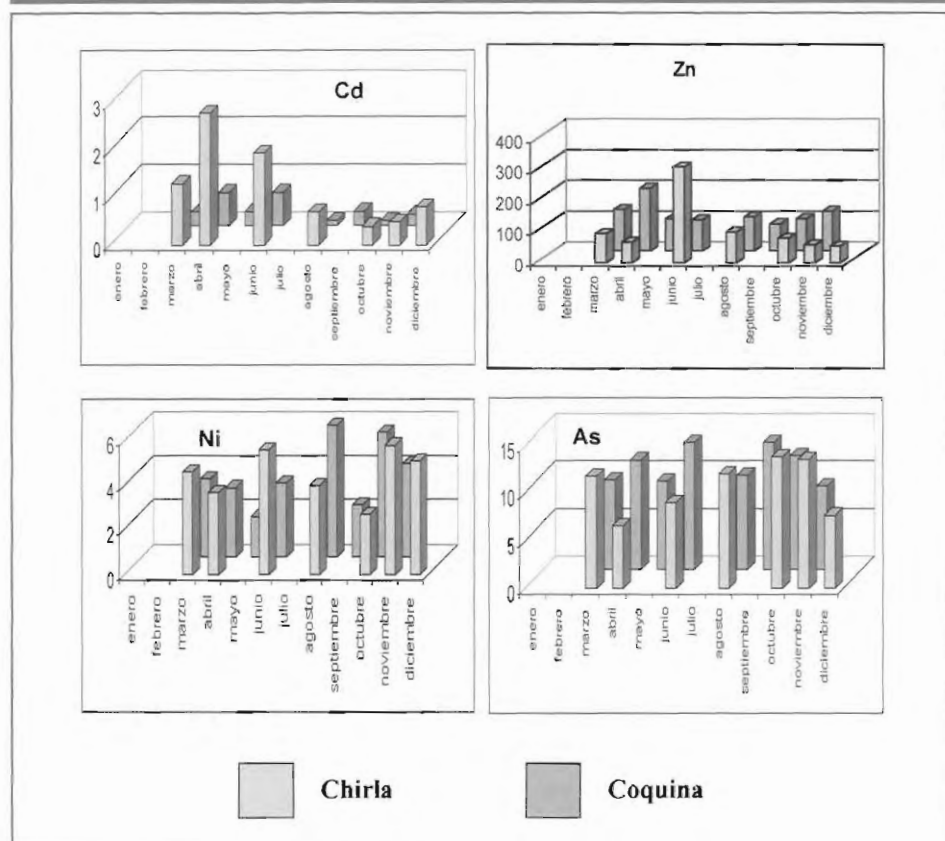 Cd
3
2
1
0
enero
febrero
marzo
abril
mayo
junio
julio
agosto
septiembre
octubre
noviembre
diciembre
Zn
400
300
200
100
0
enero
febrero
marzo
abril
mayo
junio
julio
agosto
septiembre
octubre
noviembre
diciembre
Ni
6
4
2
0
enero
febrero
marzo
abril
mayo
junio
julio
agosto
septiembre
octubre
noviembre
diciembre
As
15
10
5
0
enero
febrero
marzo
abril
mayo
junio
julio
agosto
septiembre
octubre
noviembre
diciembre
Chirla
Coquina